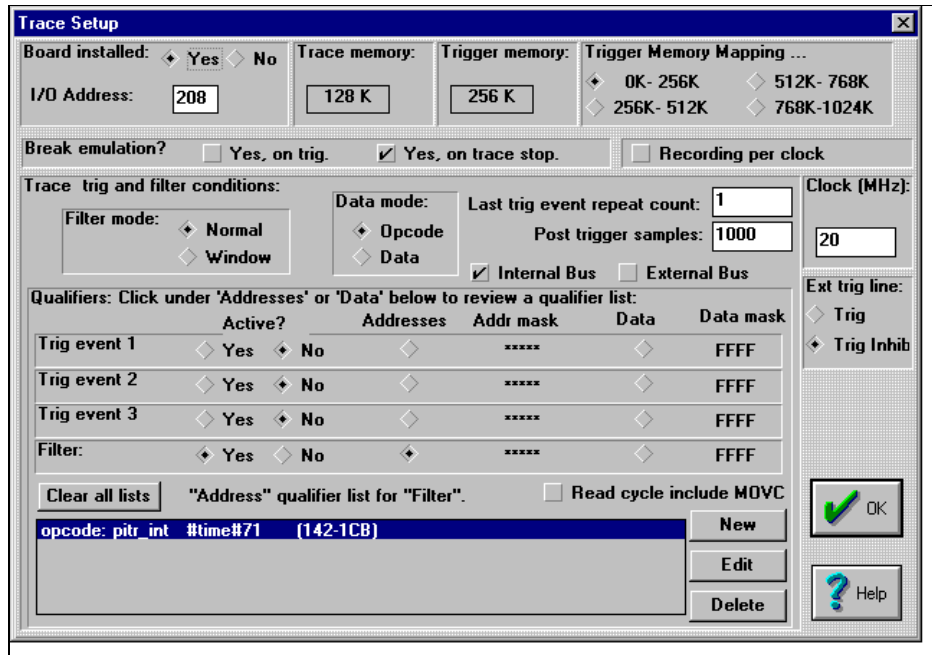 Trace Setup
Board installed: Yes No
I/O Address: 208
Trace memory:
128 K
Trigger memory:
256 K
Trigger Memory Mapping ...
0K- 256K 512K- 768K
256K- 512K 768K-1024K
Break emulation? Yes, on trig. Yes, on trace stop. Recording per clock
Trace trig and filter conditions:
Filter mode: Normal
Window
Data mode:
Opcode
Data
Last trig event repeat count: 1
Post trigger samples: 1000
Internal Bus External Bus
Clock (MHz):
20
Ext trig line:
Trig
Trig Inhib
Qualifiers: Click under 'Addresses' or 'Data' below to review a qualifier list:
Active? Addresses Addr mask Data Data mask
Trig event 1 Yes No ***** FFFF
Trig event 2 Yes No ***** FFFF
Trig event 3 Yes No ***** FFFF
Filter: Yes No ***** FFFF
Clear all lists "Address" qualifier list for "Filter". Read cycle include MOVC
opcode: pitr_int #time#71 (142-1CB)
New
Edit
Delete
OK
Help